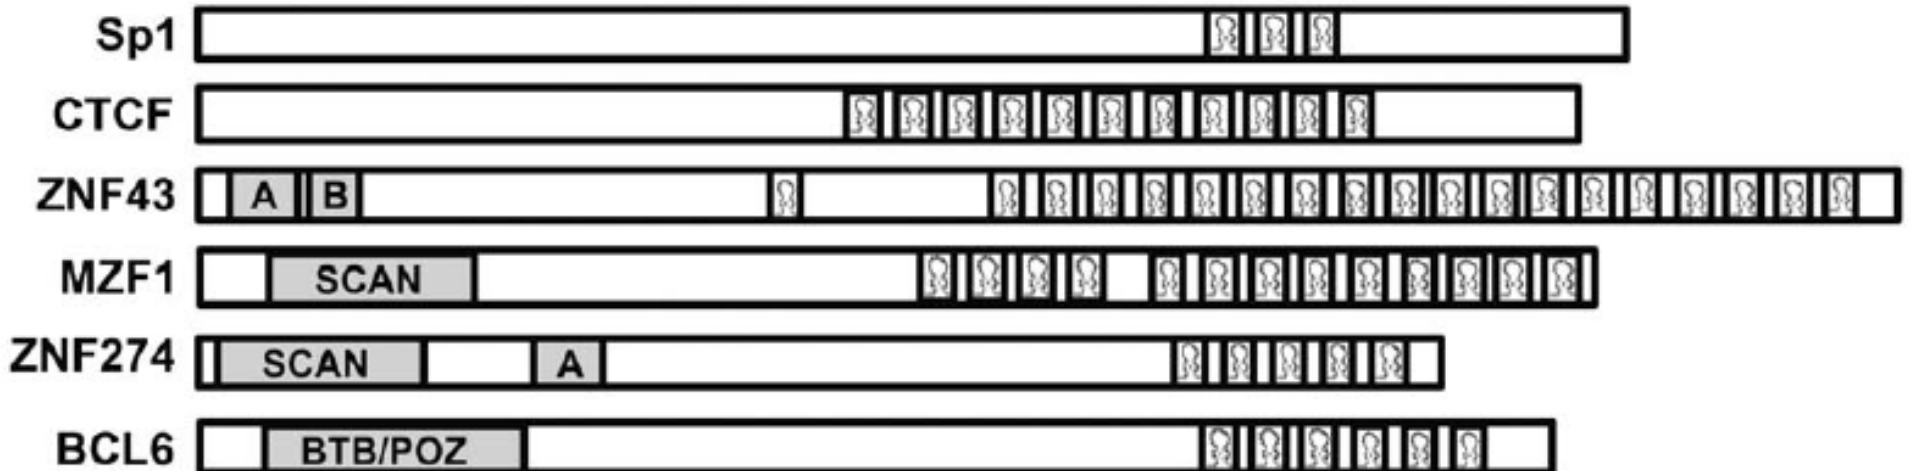 Sp1
CTCF
ZNF43 A B
MZF1 SCAN
ZNF274 SCAN A
BCL6 BTB/POZ